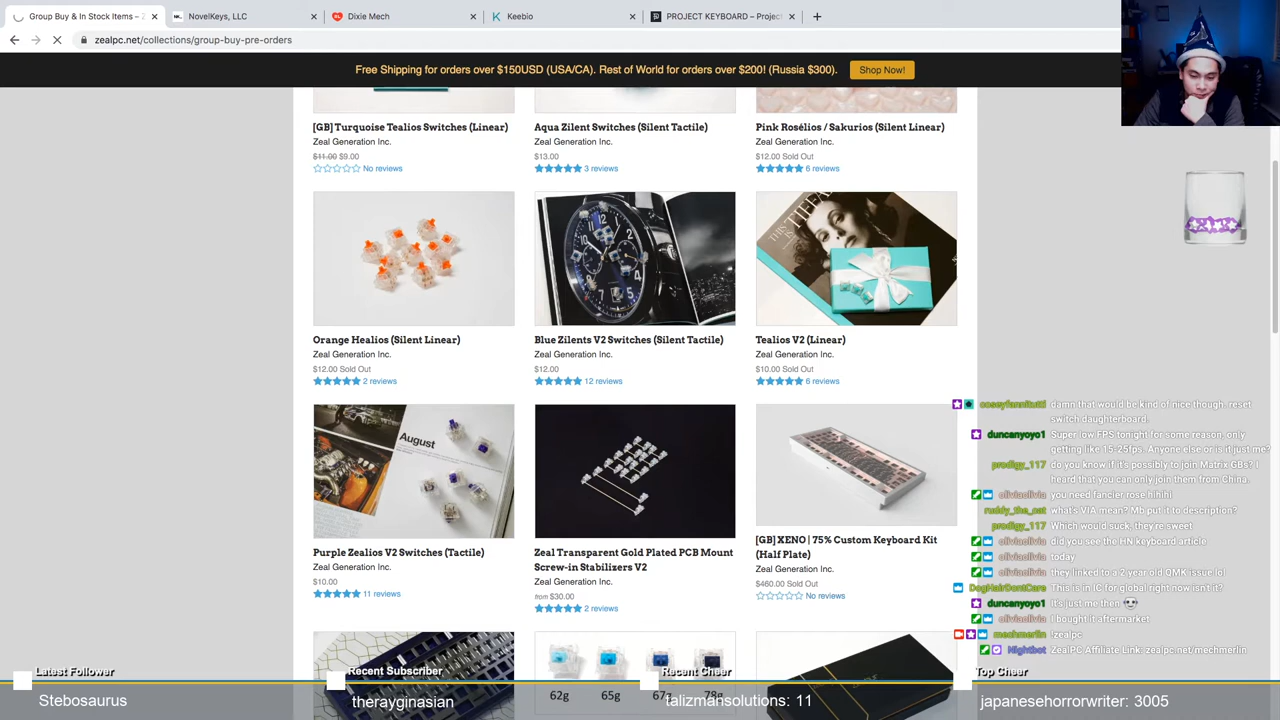 Group Buy & In Stock Items – 2
NovelKeys, LLC
Dixie Mech
Keebio
PROJECT KEYBOARD – Projec
zealpc.net/collections/group-buy-pre-orders
Free Shipping for orders over $150USD (USA/CA). Rest of World for orders over $200! (Russia $300).
Shop Now!
[GB] Turquoise Tealios Switches (Linear)
Zeal Generation Inc.
$11.00 $9.00
No reviews
Aqua Zilent Switches (Silent Tactile)
Zeal Generation Inc.
$13.00
3 reviews
Pink Rosélios / Sakurios (Silent Linear)
Zeal Generation Inc.
$12.00 Sold Out
6 reviews
Orange Healios (Silent Linear)
Zeal Generation Inc.
$12.00 Sold Out
2 reviews
Blue Zilents V2 Switches (Silent Tactile)
Zeal Generation Inc.
$12.00
12 reviews
Tealios V2 (Linear)
Zeal Generation Inc.
$10.00 Sold Out
6 reviews
August
Purple Zealios V2 Switches (Tactile)
Zeal Generation Inc.
$10.00
11 reviews
Zeal Transparent Gold Plated PCB Mount
Screw-in Stabilizers V2
Zeal Generation Inc.
from $30.00
2 reviews
[GB] XENO | 75% Custom Keyboard Kit
(Half Plate)
Zeal Generation Inc.
$460.00 Sold Out
No reviews
62g 65g 67g 78g
coseyfannitutti damn that would be kind of nice though. reset
switch daughterboard.
duncanyoyo1 Super low FPS tonight for some reason, only
getting like 15-25fps. Anyone else or is it just me?
prodigy_117 do you know if it's possibly to join Matrix GBs? I
heard that you can only join them from China.
oliviaolivia you need fancier rose hihihi
ruddy_the_ost what's VIA mean? Mb put it to description?
prodigy_117 Which would suck, they're sweet
oliviaolivia did you see the HN keyboard article
oliviaolivia today
oliviaolivia they linked to a 2 year old QMK issue lol
DogHairDontCare This is in IC for global right now isn't it?
duncanyoyo1 It's just me then
oliviaolivia I bought it aftermarket
mechmerlin !zealpc
Nightbot ZealPC Affiliate Link: zealpc.net/mechmerlin
Latest Follower
Stebosaurus
Recent Subscriber
therayginasian
Recent Cheer
talizmansolutions: 11
Top Cheer
japanesehorrorwriter: 3005